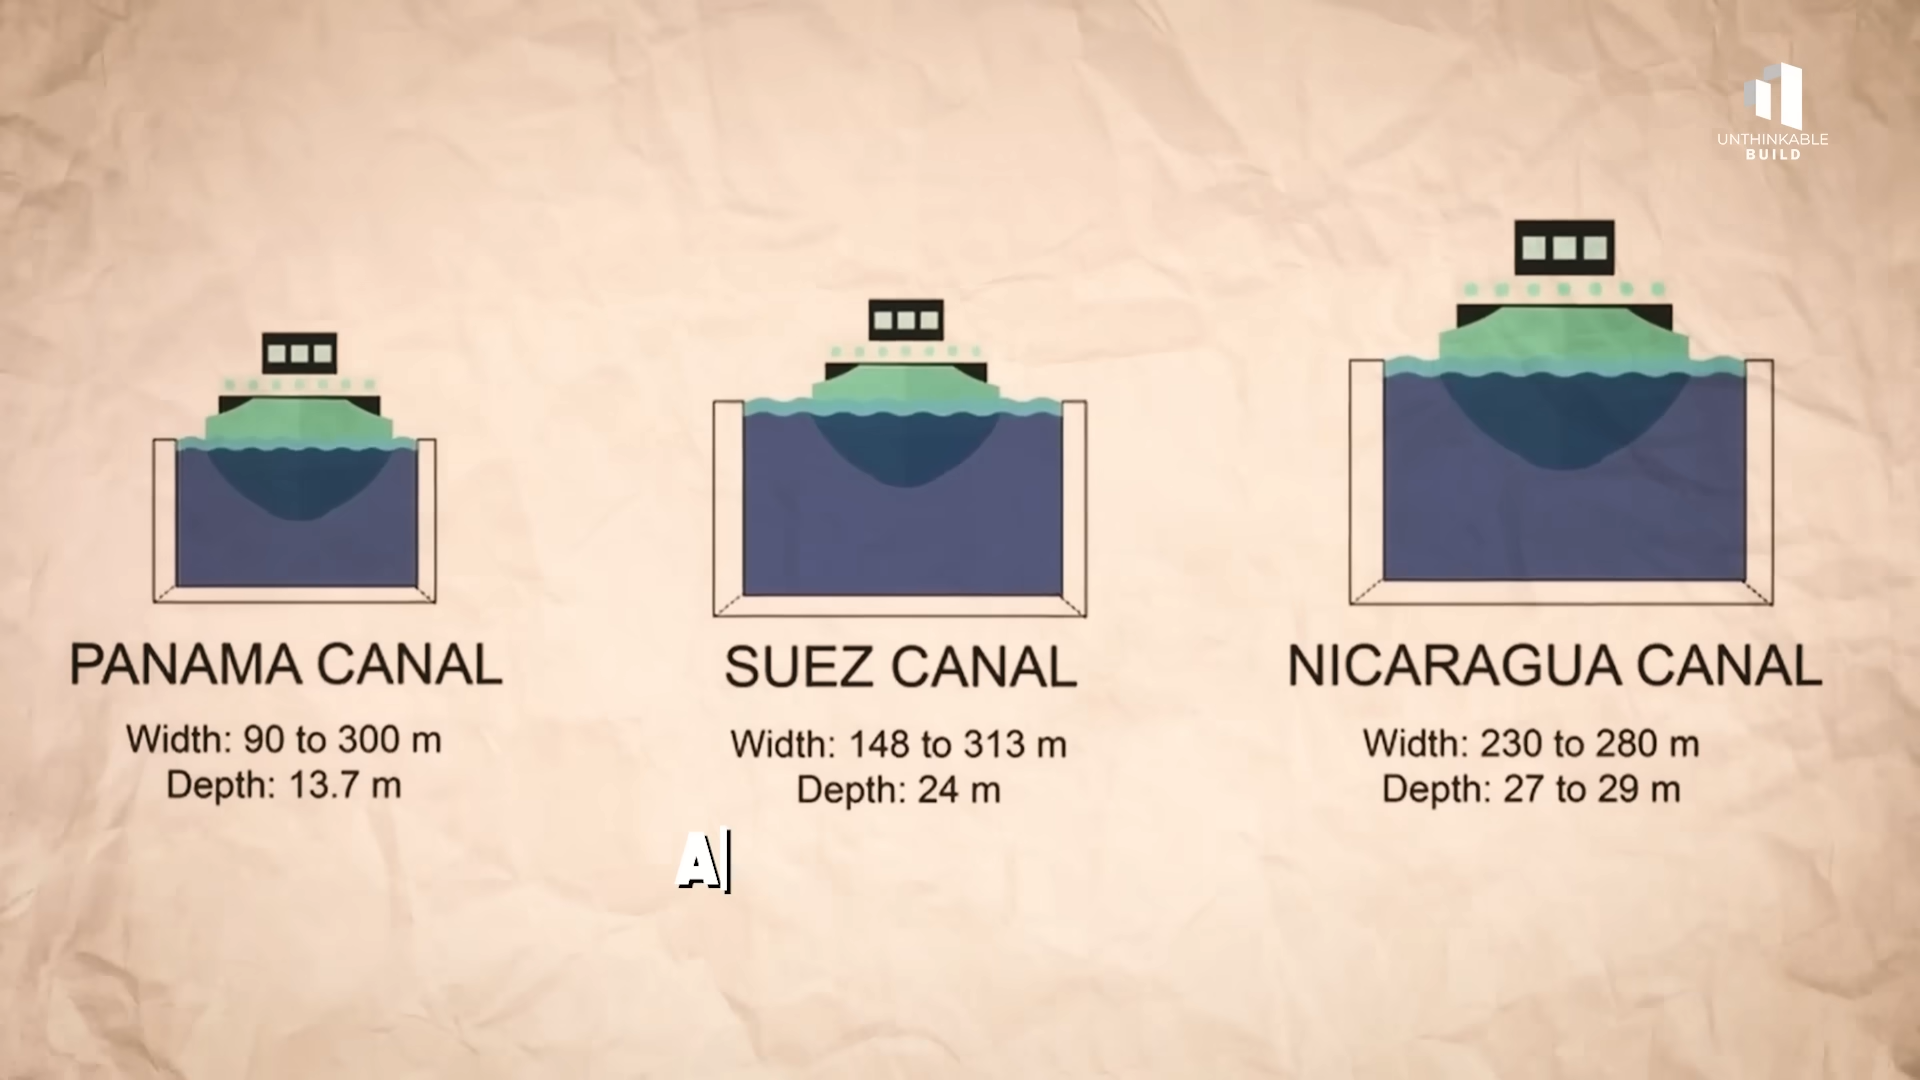 UNTHINKABLE
BUILD
PANAMA CANAL
Width: 90 to 300 m
Depth: 13.7 m
SUEZ CANAL
Width: 148 to 313 m
Depth: 24 m
NICARAGUA CANAL
Width: 230 to 280 m
Depth: 27 to 29 m
A